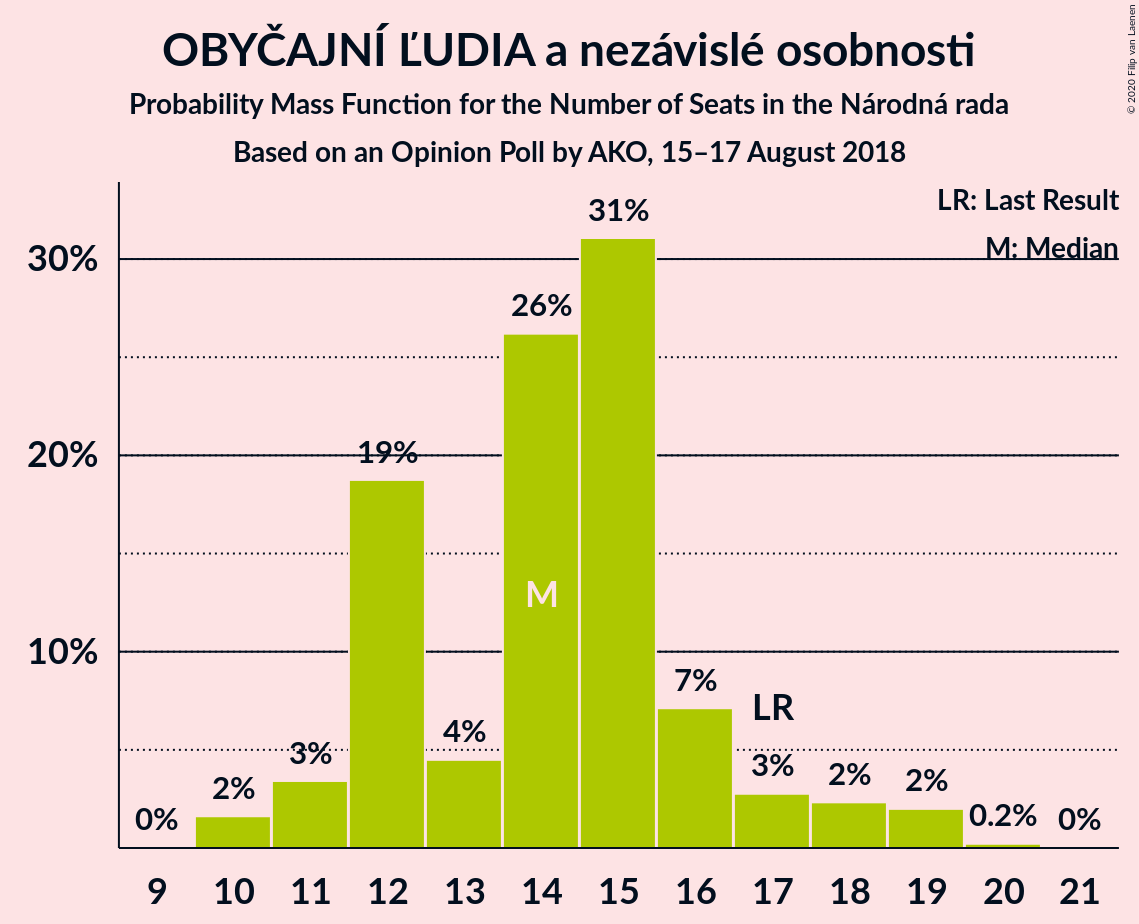 OBYČAJNÍ ĽUDIA a nezávislé osobnosti
Probability Mass Function for the Number of Seats in the Národná rada
Based on an Opinion Poll by AKO, 15–17 August 2018
© 2020 Filip van Laenen
LR: Last Result
M: Median
30%
20%
10%
0%
2%
3%
19%
4%
26%
31%
7%
3%
2%
2%
0.2%
0%
M
LR
9 10 11 12 13 14 15 16 17 18 19 20 21